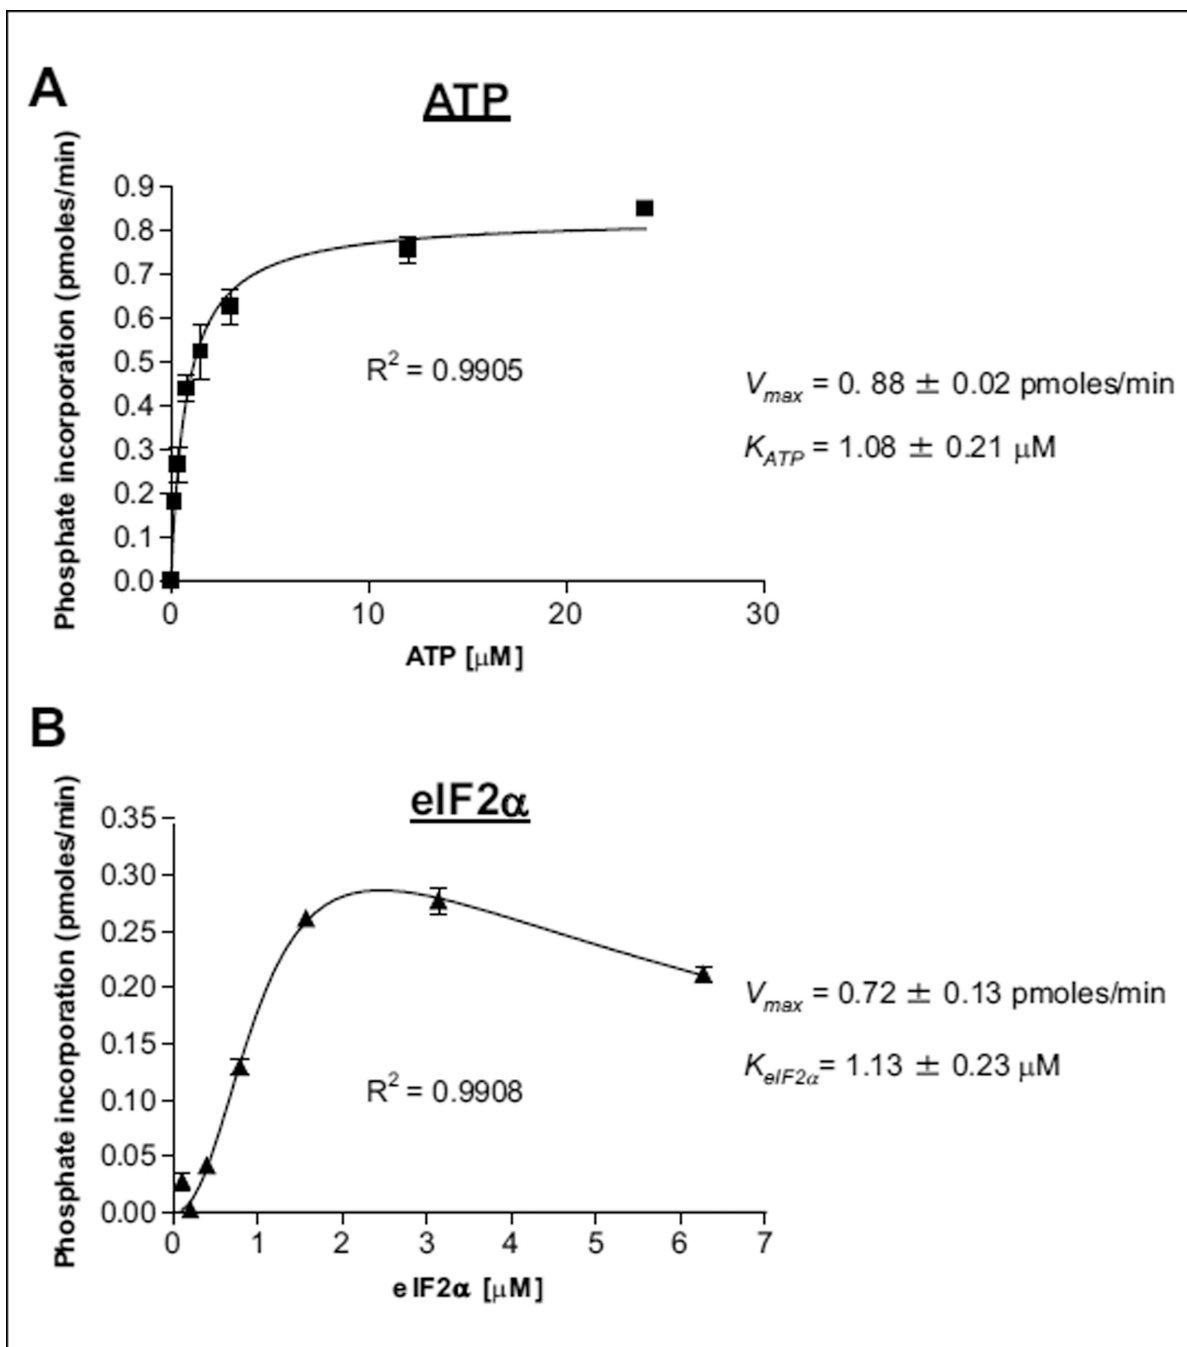 A
ATP
Phosphate incorporation (pmoles/min)
0.9
0.8
0.7
0.6
0.5
0.4
0.3
0.2
0.1
0.0
R² = 0.9905
V_max = 0. 88 ± 0.02 pmoles/min
K_ATP = 1.08 ± 0.21 µM
0 10 20 30
ATP [µM]
B
eIF2α
Phosphate incorporation (pmoles/min)
0.35
0.30
0.25
0.20
0.15
0.10
0.05
0.00
R² = 0.9908
V_max = 0.72 ± 0.13 pmoles/min
K_eIF2α= 1.13 ± 0.23 µM
0 1 2 3 4 5 6 7
e IF2α [µM]